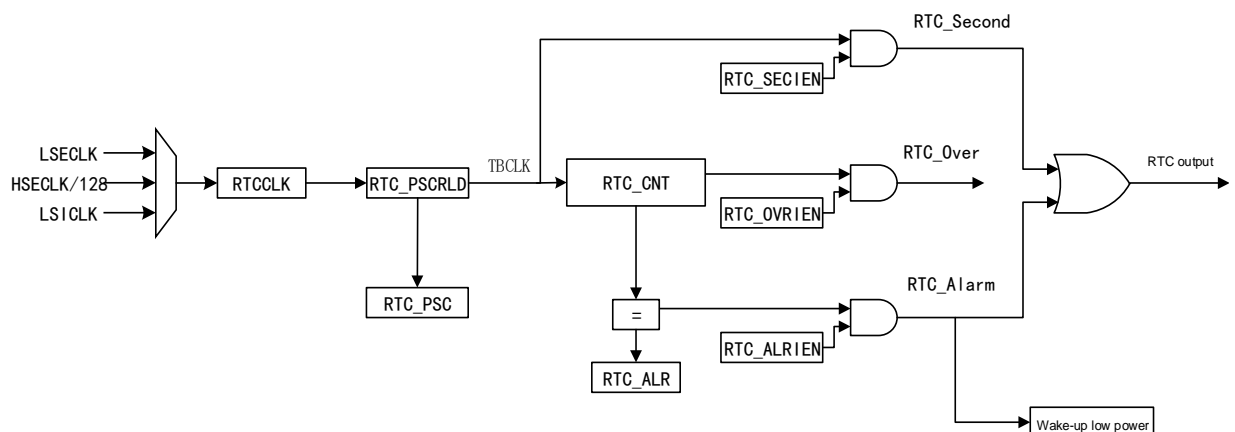 RTC_Second
RTC_SECIEN
LSECLK
HSECLK/128
LSICLK
RTCCLK
RTC_PSCRLD
TBCLK
RTC_CNT
RTC_Over
RTC_OVRIEN
RTC output
RTC_PSC
=
RTC_Alarm
RTC_ALRIEN
RTC_ALR
Wake-up low power